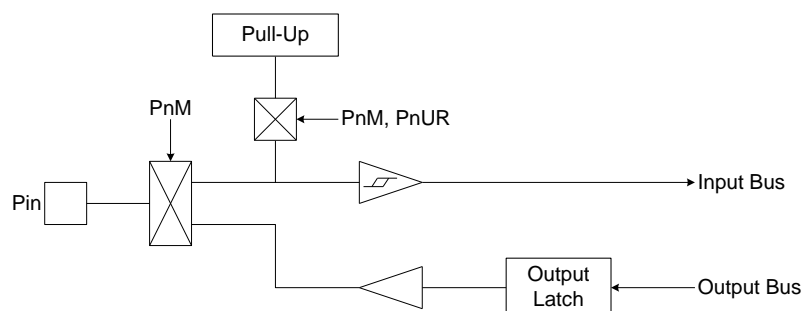 Pull-Up
PnM
PnM, PnUR
Pin
Input Bus
Output
Latch
Output Bus